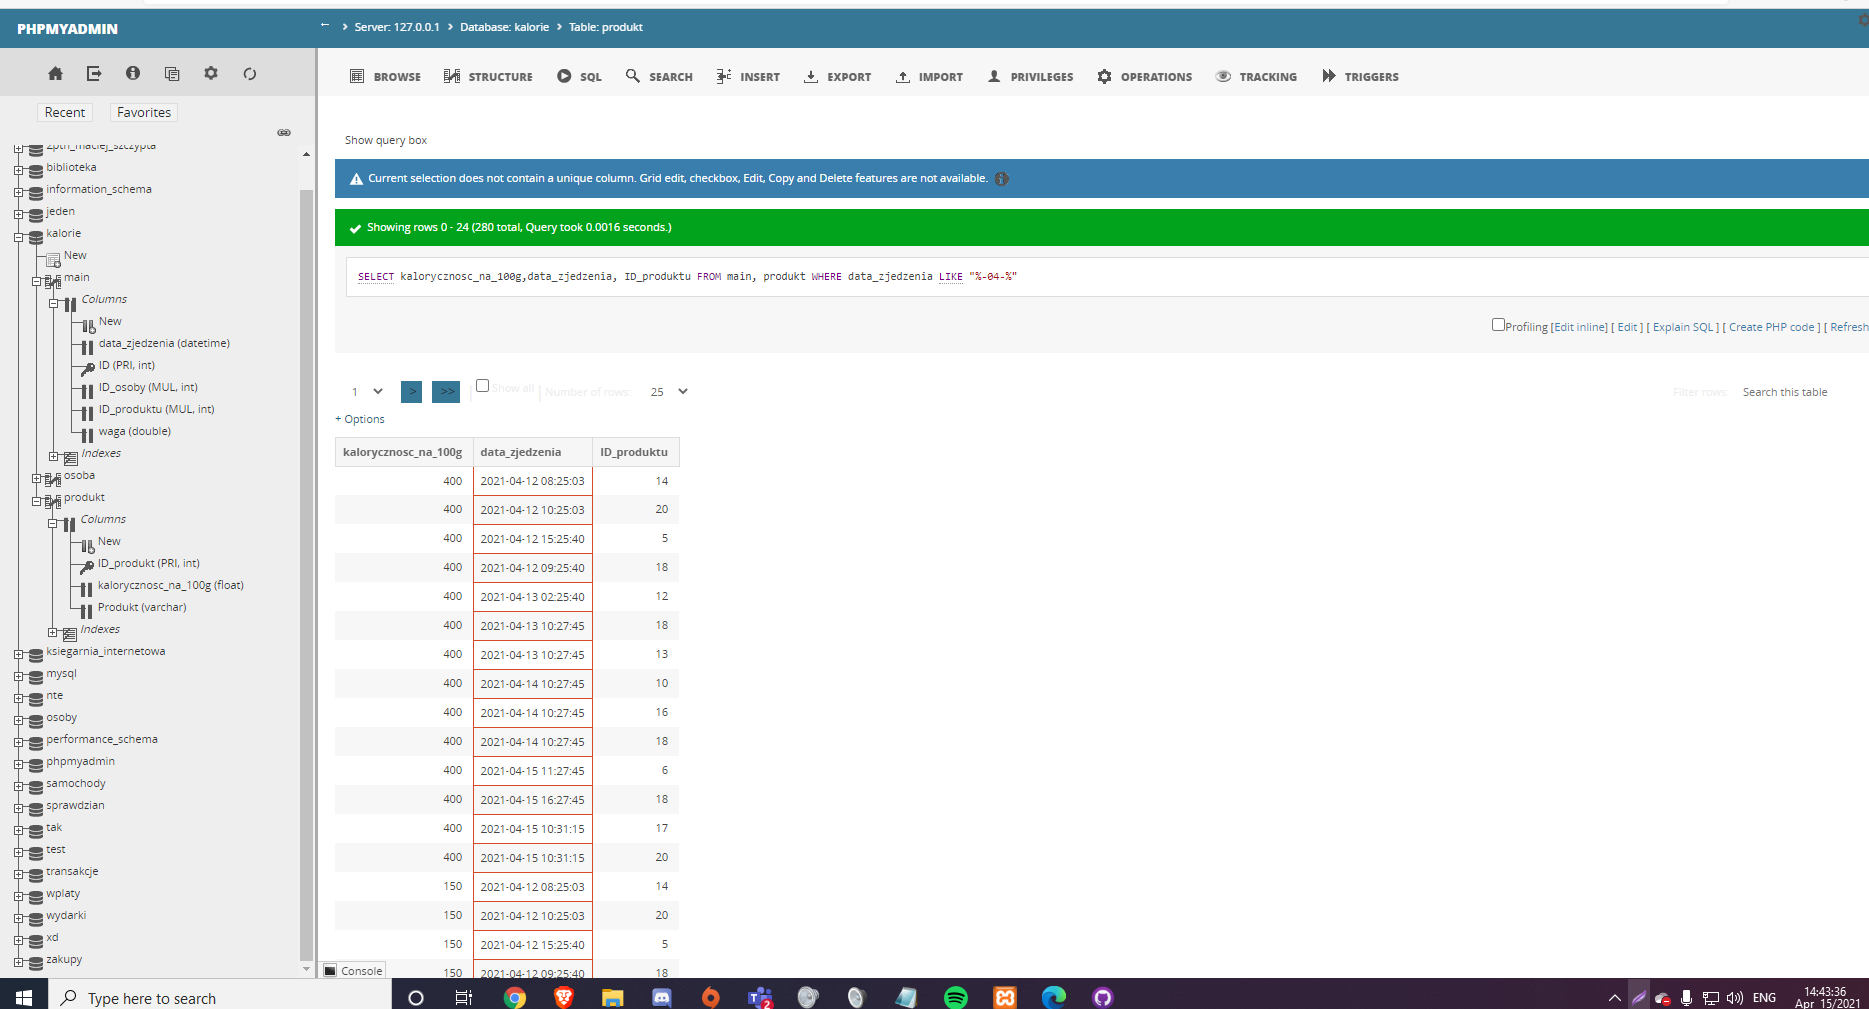 PHPMYADMIN
← › Server: 127.0.0.1 › Database: kalorie › Table: produkt
BROWSE STRUCTURE SQL SEARCH INSERT EXPORT IMPORT PRIVILEGES OPERATIONS TRACKING TRIGGERS
Recent Favorites
2ptn_maciej_szczypta
biblioteka
information_schema
jeden
kalorie
New
main
Columns
New
data_zjedzenia (datetime)
ID (PRI, int)
ID_osoby (MUL, int)
ID_produktu (MUL, int)
waga (double)
Indexes
osoba
produkt
Columns
New
ID_produkt (PRI, int)
kalorycznosc_na_100g (float)
Produkt (varchar)
Indexes
ksiegarnia_internetowa
mysql
nte
osoby
performance_schema
phpmyadmin
samochody
sprawdzian
tak
test
transakcje
wplaty
wydarki
xd
zakupy
Show query box
Current selection does not contain a unique column. Grid edit, checkbox, Edit, Copy and Delete features are not available.
Showing rows 0 - 24 (280 total, Query took 0.0016 seconds.)
SELECT kalorycznosc_na_100g,data_zjedzenia, ID_produktu FROM main, produkt WHERE data_zjedzenia LIKE "%-04-%"
Profiling [Edit inline] [ Edit ] [ Explain SQL ] [ Create PHP code ] [ Refresh
1 > >> | Show all | Number of rows: 25 Filter rows: Search this table
+ Options
kalorycznosc_na_100g data_zjedzenia ID_produktu
400 2021-04-12 08:25:03 14
400 2021-04-12 10:25:03 20
400 2021-04-12 15:25:40 5
400 2021-04-12 09:25:40 18
400 2021-04-13 02:25:40 12
400 2021-04-13 10:27:45 18
400 2021-04-13 10:27:45 13
400 2021-04-14 10:27:45 10
400 2021-04-14 10:27:45 16
400 2021-04-14 10:27:45 18
400 2021-04-15 11:27:45 6
400 2021-04-15 16:27:45 18
400 2021-04-15 10:31:15 17
400 2021-04-15 10:31:15 20
150 2021-04-12 08:25:03 14
150 2021-04-12 10:25:03 20
150 2021-04-12 15:25:40 5
150 2021-04-12 09:25:40 18
Console
Type here to search
2
ENG
14:43:36
Apr 15/2021